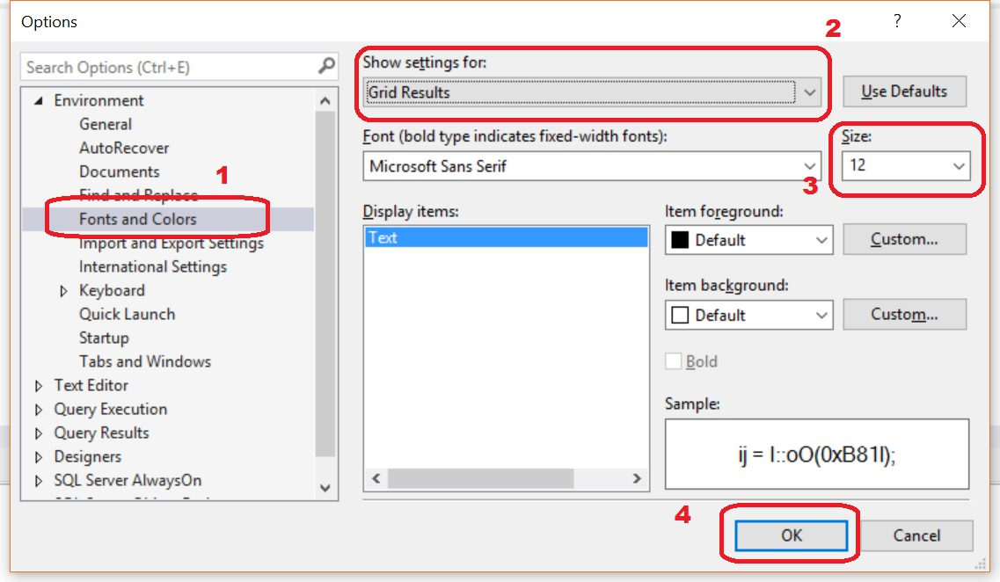 Options
?
2
Search Options (Ctrl+E)
Show settings for:
Grid Results
Use Defaults
Environment
General
AutoRecover
Documents
1
Find and Replace
Fonts and Colors
Import and Export Settings
International Settings
Keyboard
Quick Launch
Startup
Tabs and Windows
Text Editor
Query Execution
Query Results
Designers
SQL Server AlwaysOn
Font (bold type indicates fixed-width fonts):
Microsoft Sans Serif
Size:
12
3
Display items:
Text
Item foreground:
Default
Custom...
Item background:
Default
Custom...
Bold
Sample:
ij = I::oO(0xB81l);
4
OK
Cancel